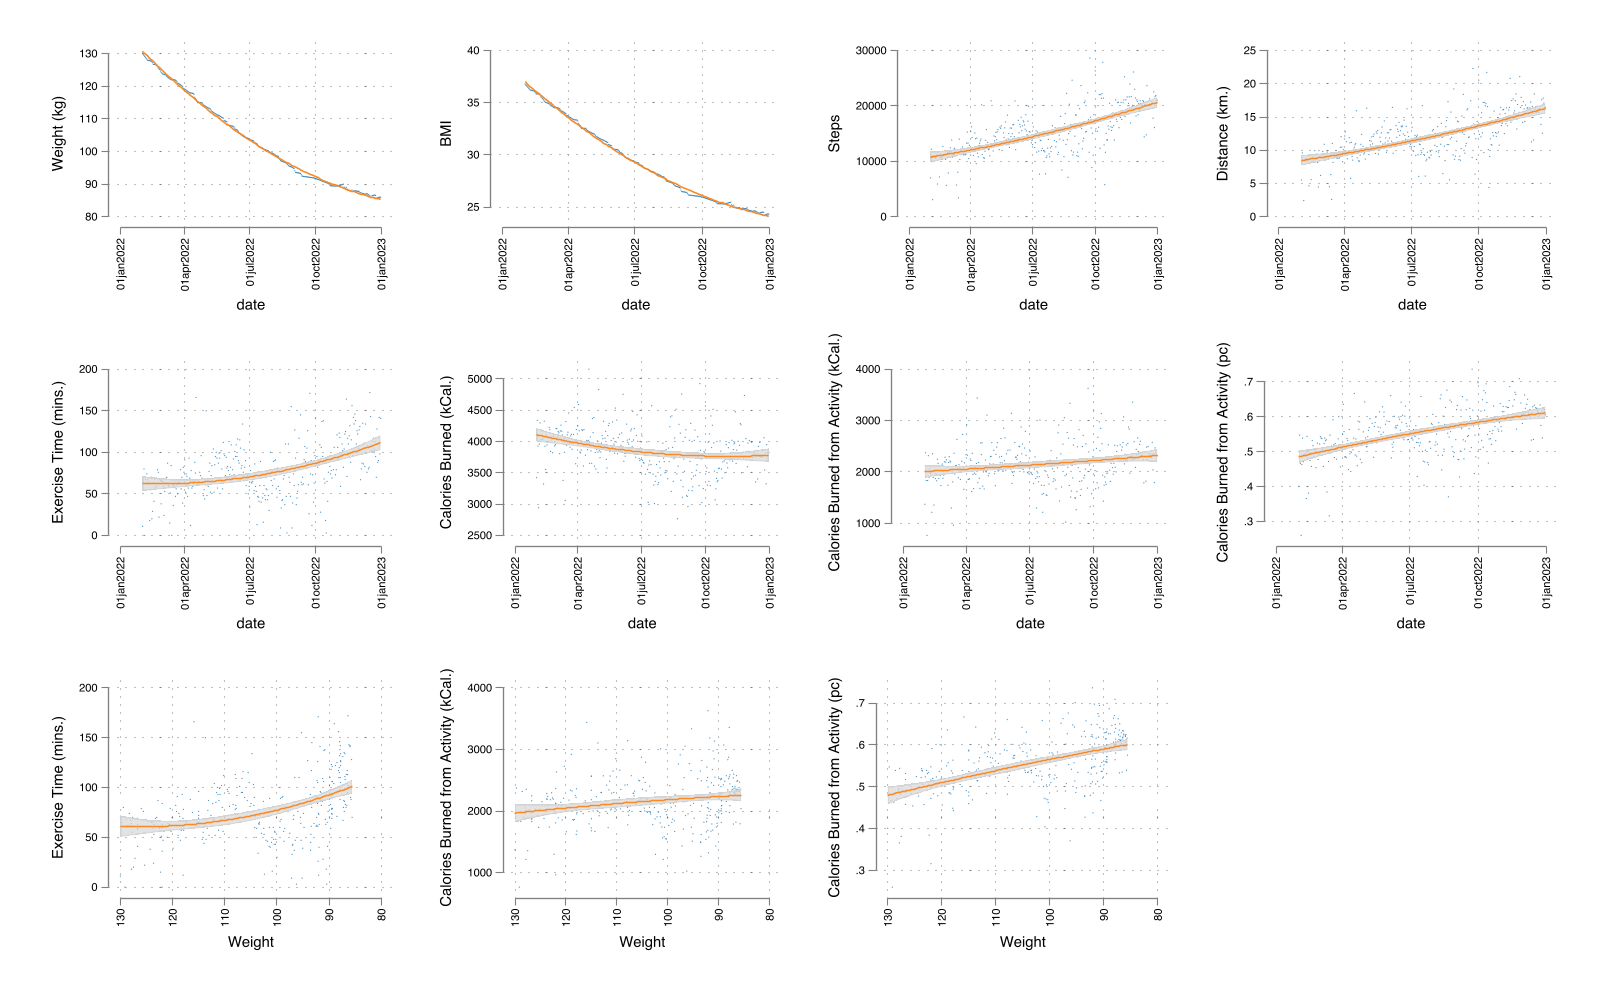 Weight (kg)
130
120
110
100
90
80
01jan2022
01apr2022
01jul2022
01oct2022
01jan2023
date
BMI
40
35
30
25
01jan2022
01apr2022
01jul2022
01oct2022
01jan2023
date
Steps
30000
20000
10000
0
01jan2022
01apr2022
01jul2022
01oct2022
01jan2023
date
Distance (km.)
25
20
15
10
5
0
01jan2022
01apr2022
01jul2022
01oct2022
01jan2023
date
Exercise Time (mins.)
200
150
100
50
0
01jan2022
01apr2022
01jul2022
01oct2022
01jan2023
date
Calories Burned (kCal.)
5000
4500
4000
3500
3000
2500
01jan2022
01apr2022
01jul2022
01oct2022
01jan2023
date
Calories Burned from Activity (kCal.)
4000
3000
2000
1000
01jan2022
01apr2022
01jul2022
01oct2022
01jan2023
date
Calories Burned from Activity (pc)
.7
.6
.5
.4
.3
01jan2022
01apr2022
01jul2022
01oct2022
01jan2023
date
Exercise Time (mins.)
200
150
100
50
0
130
120
110
100
90
80
Weight
Calories Burned from Activity (kCal.)
4000
3000
2000
1000
130
120
110
100
90
80
Weight
Calories Burned from Activity (pc)
.7
.6
.5
.4
.3
130
120
110
100
90
80
Weight